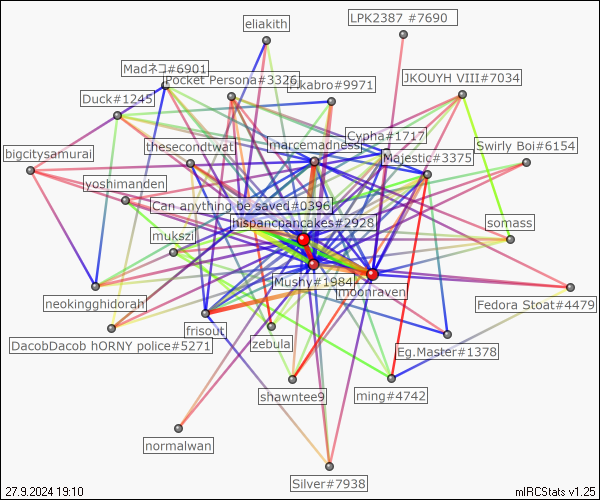 eliakith
LPK2387 #7690
Madネコ#6901
Pocket Persona#3326
Pikabro#9971
JKOUYH VIII#7034
Duck#1245
Cypha#1717
bigcitysamurai
thesecondtwat
marcemadness
Majestic#3375
Swirly Boi#6154
yoshimanden
Can anything be saved#0396
hispancpancakes#2928
somass
mukszi
Mushy#1984
moonraven
neokingghidorah
Fedora Stoat#4479
frisout
DacobDacob hORNY police#5271
zebula
Eg.Master#1378
shawntee9
ming#4742
normalwan
Silver#7938
27.9.2024 19:10
mIRCStats v1.25